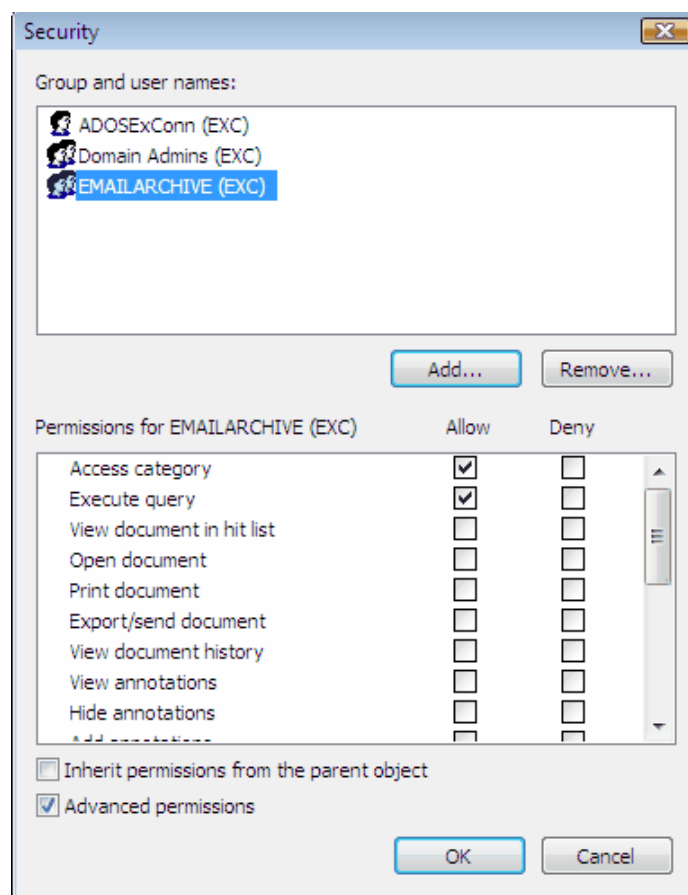 Security
Group and user names:
ADOSExConn (EXC)
Domain Admins (EXC)
EMAILARCHIVE (EXC)
Add... Remove...
Permissions for EMAILARCHIVE (EXC) Allow Deny
Access category
Execute query
View document in hit list
Open document
Print document
Export/send document
View document history
View annotations
Hide annotations
Add annotations
Inherit permissions from the parent object
Advanced permissions
OK Cancel